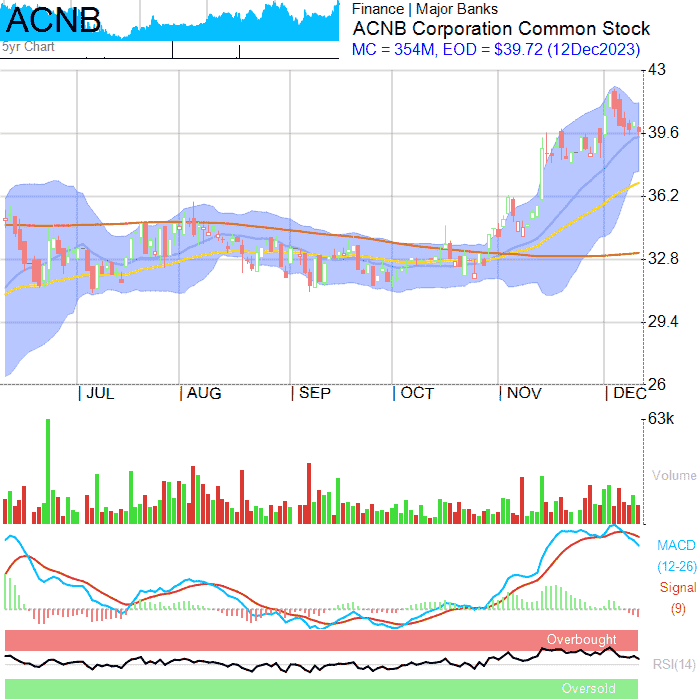 ACNB
5yr Chart
Finance | Major Banks
ACNB Corporation Common Stock
MC = 354M, EOD = $39.72 (12Dec2023)
43
39.6
36.2
32.8
29.4
26
JUL AUG SEP OCT NOV DEC
63k
Volume
MACD
(12-26)
Signal
(9)
Overbought
RSI(14)
Oversold